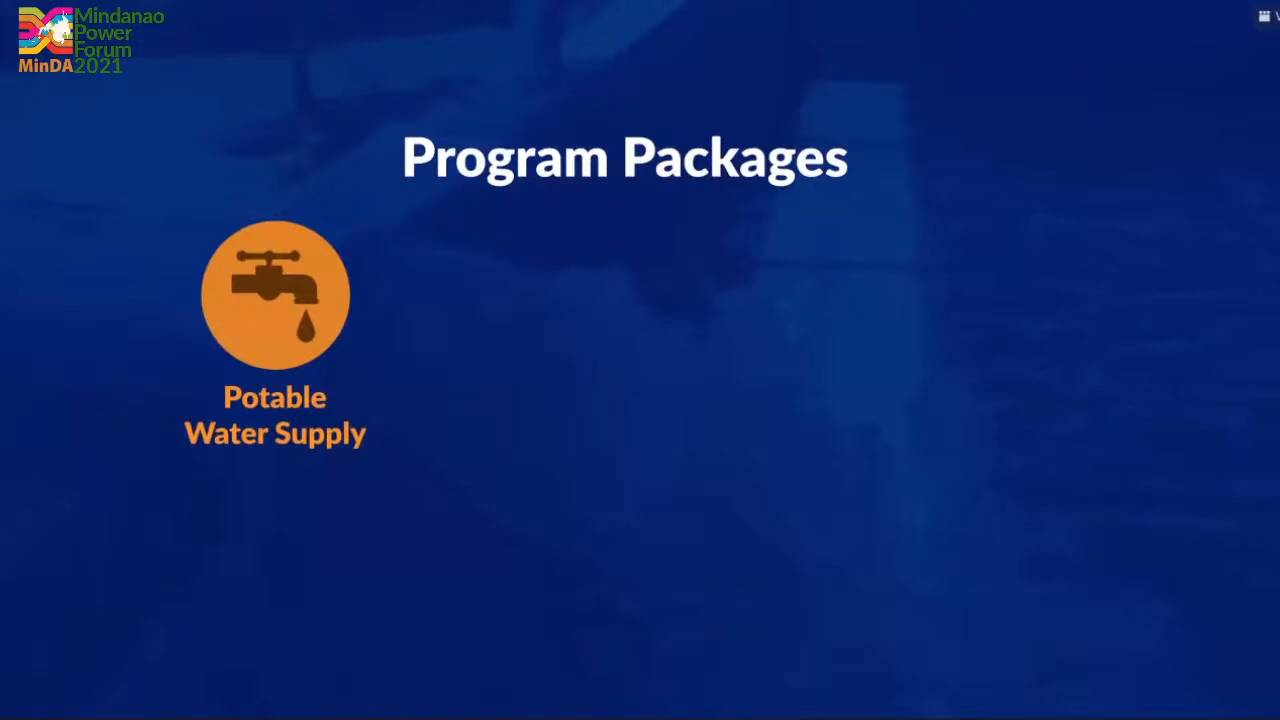 Mindanao
Power
Forum
MinDA2021
Program Packages
Potable
Water Supply